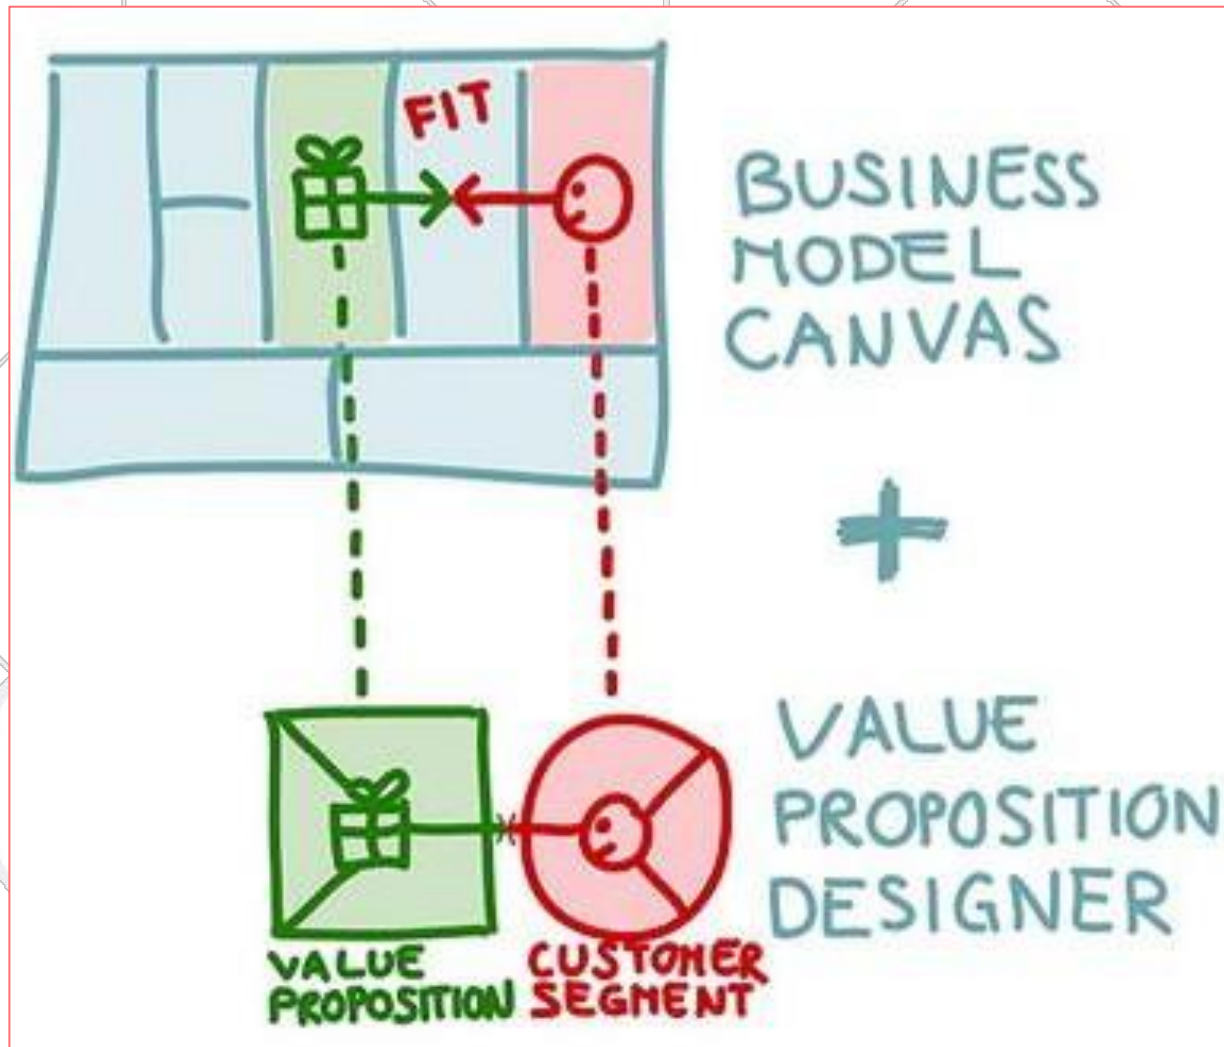 FIT
BUSINESS
MODEL
CANVAS
+
VALUE
PROPOSITION
DESIGNER
VALUE
PROPOSITION
CUSTOMER
SEGMENT